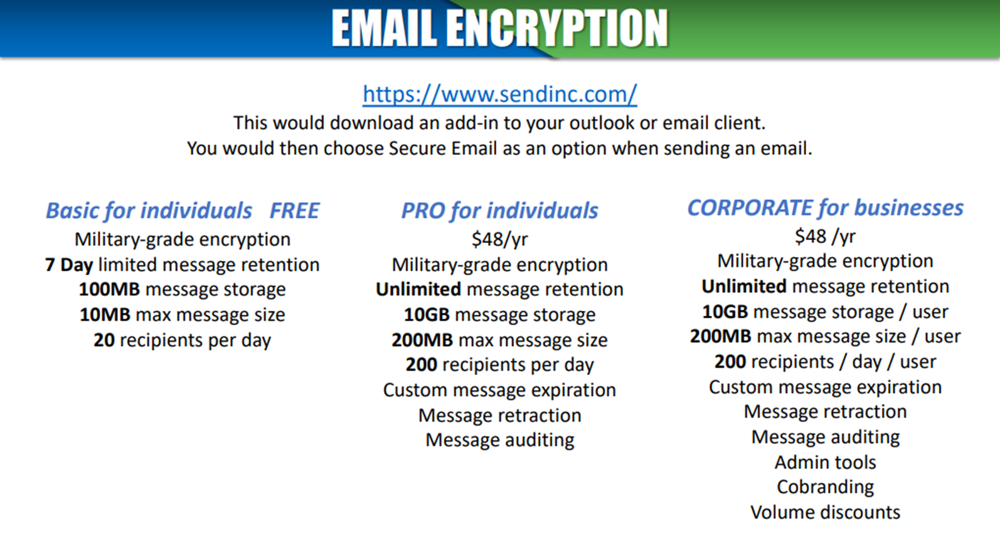 EMAIL ENCRYPTION
https://www.sendinc.com/
This would download an add-in to your outlook or email client.
You would then choose Secure Email as an option when sending an email.
Basic for individuals FREE
Military-grade encryption
7 Day limited message retention
100MB message storage
10MB max message size
20 recipients per day
PRO for individuals
$48/yr
Military-grade encryption
Unlimited message retention
10GB message storage
200MB max message size
200 recipients per day
Custom message expiration
Message retraction
Message auditing
CORPORATE for businesses
$48 /yr
Military-grade encryption
Unlimited message retention
10GB message storage / user
200MB max message size / user
200 recipients / day / user
Custom message expiration
Message retraction
Message auditing
Admin tools
Cobranding
Volume discounts